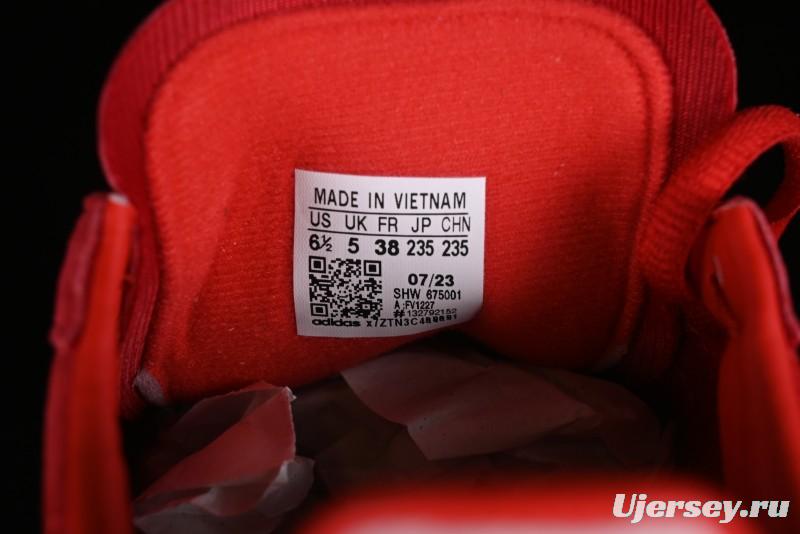 MADE IN VIETNAM
US UK FR JP CHN
6½ 5 38 235 235
07/23
SHW 675001
A :FV1227
#132792152
adidas
Ujersey.ru